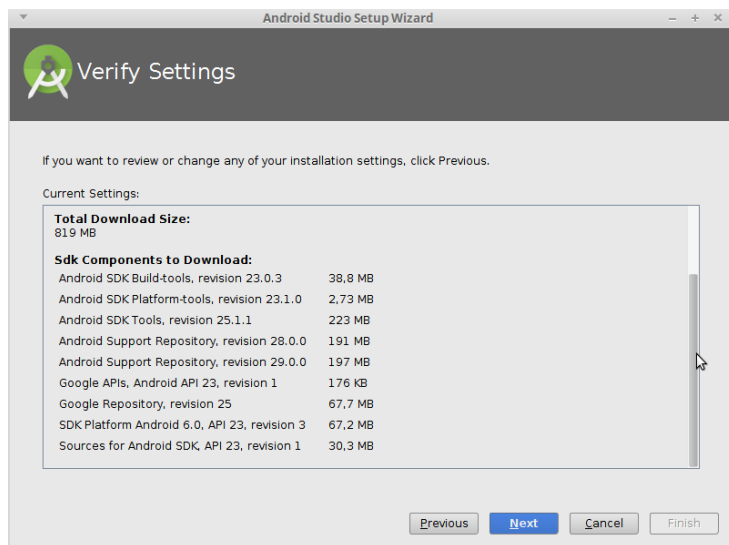 Android Studio Setup Wizard
Verify Settings
If you want to review or change any of your installation settings, click Previous.
Current Settings:
Total Download Size:
819 MB
Sdk Components to Download:
Android SDK Build-tools, revision 23.0.3 38,8 MB
Android SDK Platform-tools, revision 23.1.0 2,73 MB
Android SDK Tools, revision 25.1.1 223 MB
Android Support Repository, revision 28.0.0 191 MB
Android Support Repository, revision 29.0.0 197 MB
Google APIs, Android API 23, revision 1 176 KB
Google Repository, revision 25 67,7 MB
SDK Platform Android 6.0, API 23, revision 3 67,2 MB
Sources for Android SDK, API 23, revision 1 30,3 MB
Previous Next Cancel Finish